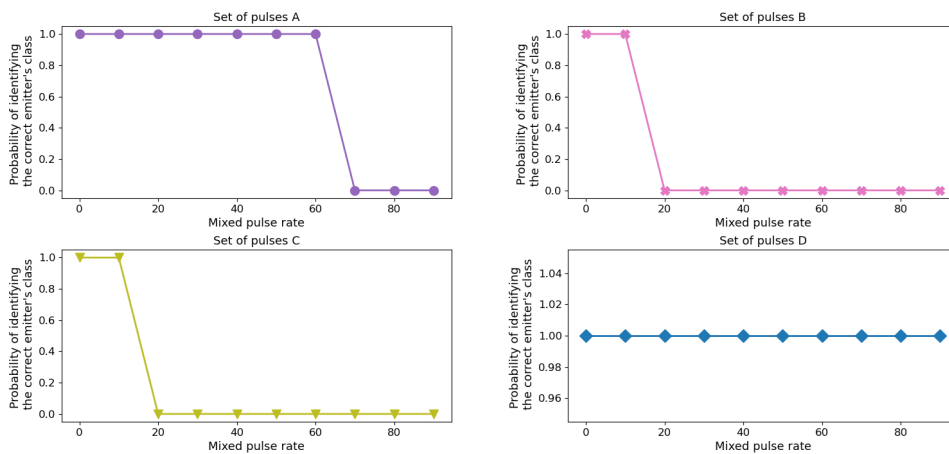 Set of pulses A
Probability of identifying
the correct emitter's class
1.0
0.8
0.6
0.4
0.2
0.0
0
20
40
60
80
Mixed pulse rate
Set of pulses B
Probability of identifying
the correct emitter's class
1.0
0.8
0.6
0.4
0.2
0.0
0
20
40
60
80
Mixed pulse rate
Set of pulses C
Probability of identifying
the correct emitter's class
1.0
0.8
0.6
0.4
0.2
0.0
0
20
40
60
80
Mixed pulse rate
Set of pulses D
Probability of identifying
the correct emitter's class
1.04
1.02
1.00
0.98
0.96
0
20
40
60
80
Mixed pulse rate